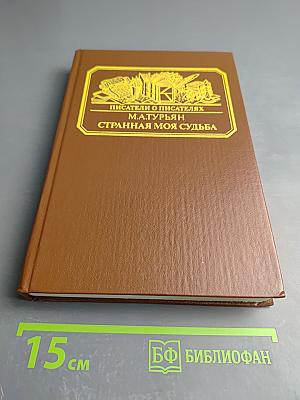 ПИСАТЕЛИ О ПИСАТЕЛЯХ
М.А.ТУРЬЯН
СТРАННАЯ МОЯ СУДЬБА
15 см
БФ БИБЛИОФАН